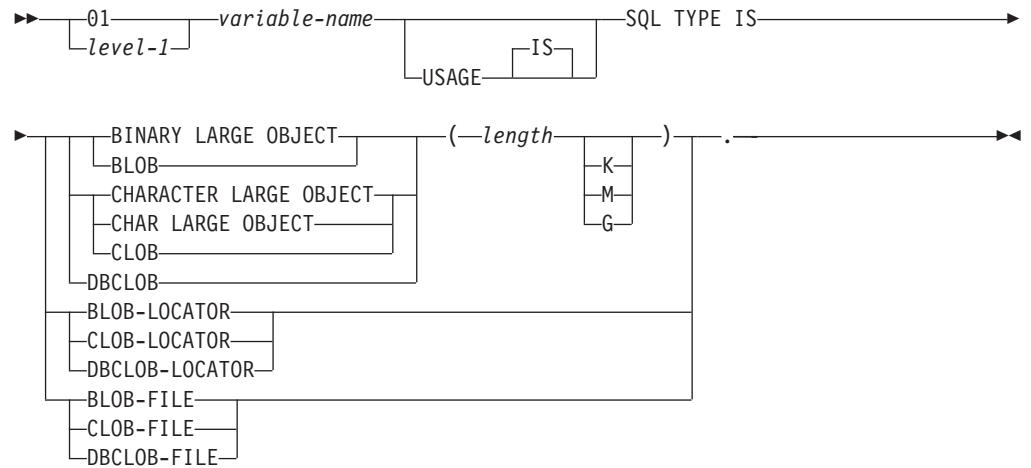 01 variable-name SQL TYPE IS
level-1 IS
USAGE
BINARY LARGE OBJECT ( length )
BLOB K
CHARACTER LARGE OBJECT M
CHAR LARGE OBJECT G
CLOB
DBCLOB
BLOB-LOCATOR
CLOB-LOCATOR
DBCLOB-LOCATOR
BLOB-FILE
CLOB-FILE
DBCLOB-FILE